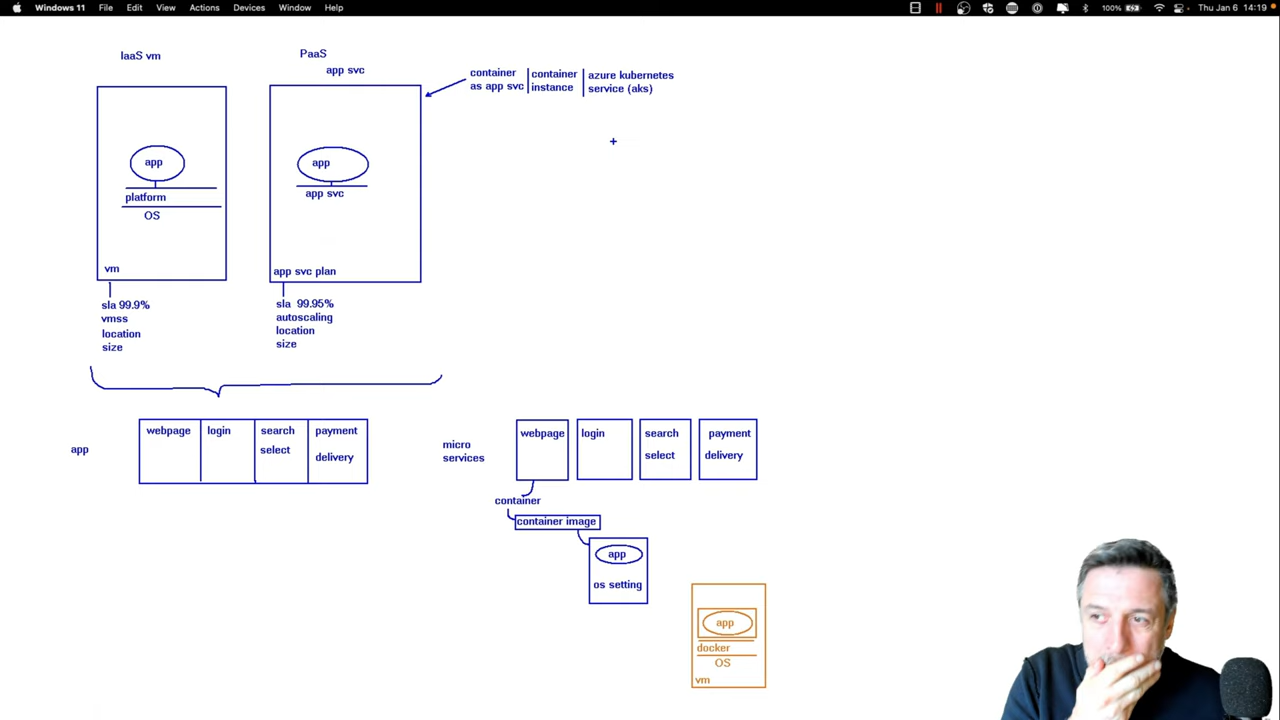 Windows 11 File Edit View Actions Devices Window Help 100% Thu Jan 6 14:19
IaaS vm
PaaS
app svc
container
as app svc
container
instance
azure kubernetes
service (aks)
app
platform
OS
vm
app
app svc
app svc plan
sla 99.9%
vmss
location
size
sla 99.95%
autoscaling
location
size
app
webpage
login
search
select
payment
delivery
micro
services
webpage
login
search
select
payment
delivery
container
container image
app
os setting
app
docker
OS
vm